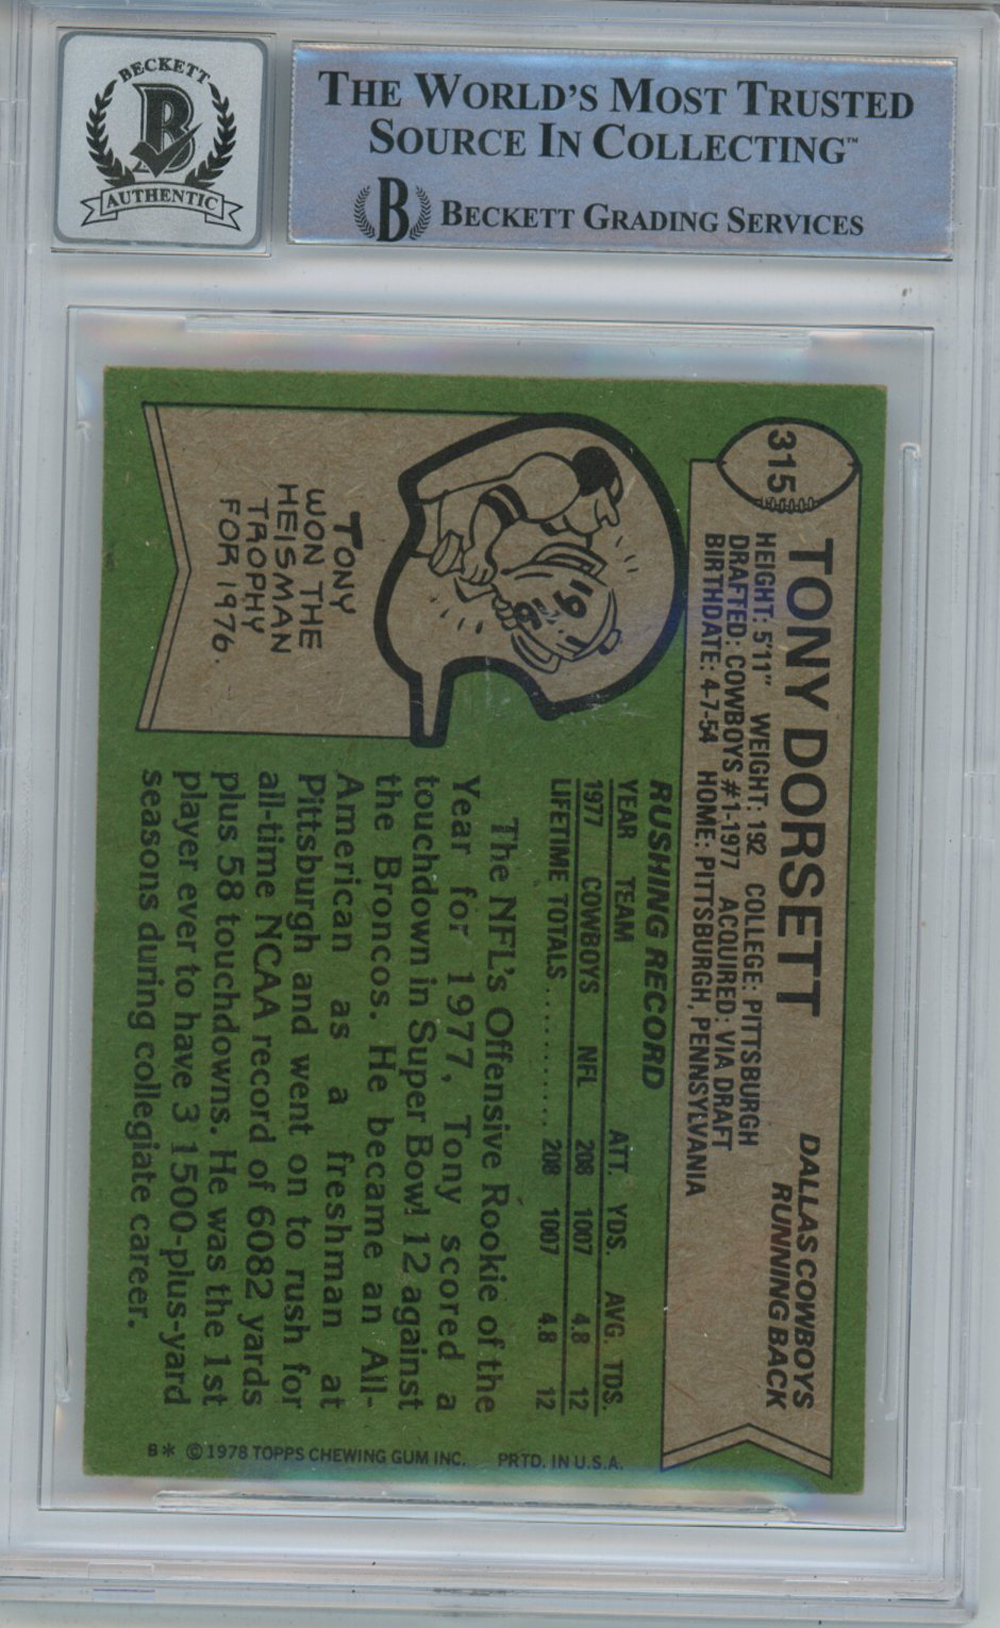 BECKETT
B
AUTHENTIC
THE WORLD'S MOST TRUSTED
SOURCE IN COLLECTING™
B BECKETT GRADING SERVICES
315
TONY DORSETT
DALLAS COWBOYS
RUNNING BACK
HEIGHT: 5'11" WEIGHT: 192 COLLEGE: PITTSBURGH
DRAFTED: COWBOYS #1-1977 ACQUIRED: VIA DRAFT
BIRTHDATE: 4-7-54 HOME: PITTSBURGH, PENNSYLVANIA
TONY
WON THE
HEISMAN
TROPHY
FOR 1976.
RUSHING RECORD
YEAR TEAM ATT. YDS. AVG. TDS.
1977 COWBOYS NFL 208 1007 4.8 12
LIFETIME TOTALS .............. 208 1007 4.8 12
The NFL's Offensive Rookie of the
Year for 1977, Tony scored a
touchdown in Super Bowl 12 against
the Broncos. He became an All-
American as a freshman at
Pittsburgh and went on to rush for
all-time NCAA record of 6082 yards
plus 58 touchdowns. He was the 1st
player ever to have 3 1500-plus-yard
seasons during collegiate career.
B* © 1978 TOPPS CHEWING GUM INC. PRTD. IN U.S.A.